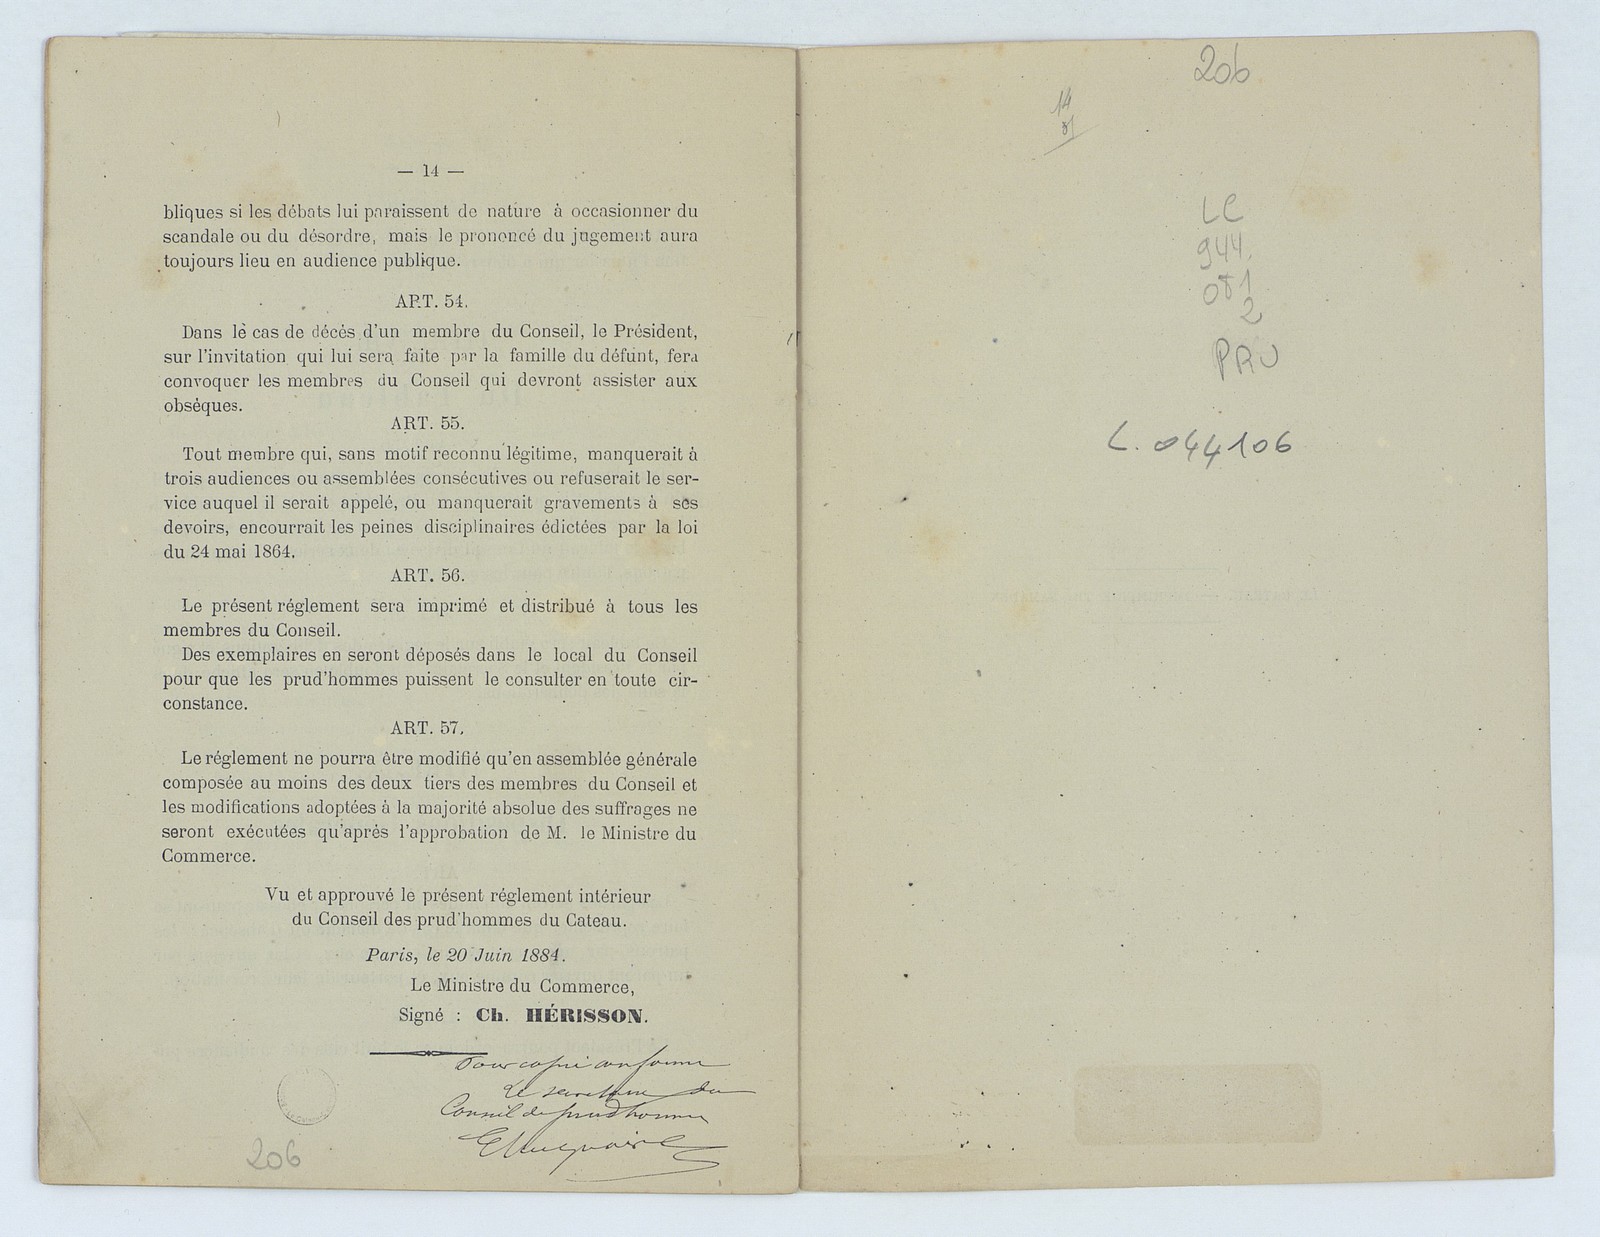 — 14 —
bliques si les débats lui paraissent de nature à occasionner du
scandale ou du désordre, mais le prononcé du jugement aura
toujours lieu en audience publique.
ART. 54.
Dans le cas de décés d'un membre du Conseil, le Président,
sur l'invitation qui lui sera faite par la famille du défunt, fera
convoquer les membres du Conseil qui devront assister aux
obséques.
ART. 55.
Tout membre qui, sans motif reconnu légitime, manquerait à
trois audiences ou assemblées consécutives ou refuserait le ser-
vice auquel il serait appelé, ou manquerait gravements à ses
devoirs, encourrait les peines disciplinaires édictées par la loi
du 24 mai 1864.
ART. 56.
Le présent réglement sera imprimé et distribué à tous les
membres du Conseil.
Des exemplaires en seront déposés dans le local du Conseil
pour que les prud'hommes puissent le consulter en toute cir-
constance.
ART. 57.
Le réglement ne pourra être modifié qu'en assemblée générale
composée au moins des deux tiers des membres du Conseil et
les modifications adoptées à la majorité absolue des suffrages ne
seront exécutées qu'aprés l'approbation de M. le Ministre du
Commerce.
Vu et approuvé le présent réglement intérieur
du Conseil des prud'hommes du Cateau.
Paris, le 20 Juin 1884.
Le Ministre du Commerce,
Signé : Ch. HÉRISSON.
Pour copie conforme
Le secrétaire du
Conseil de prudhommes
206
206
14
LC
944.
081
2
PRU
L. 044106